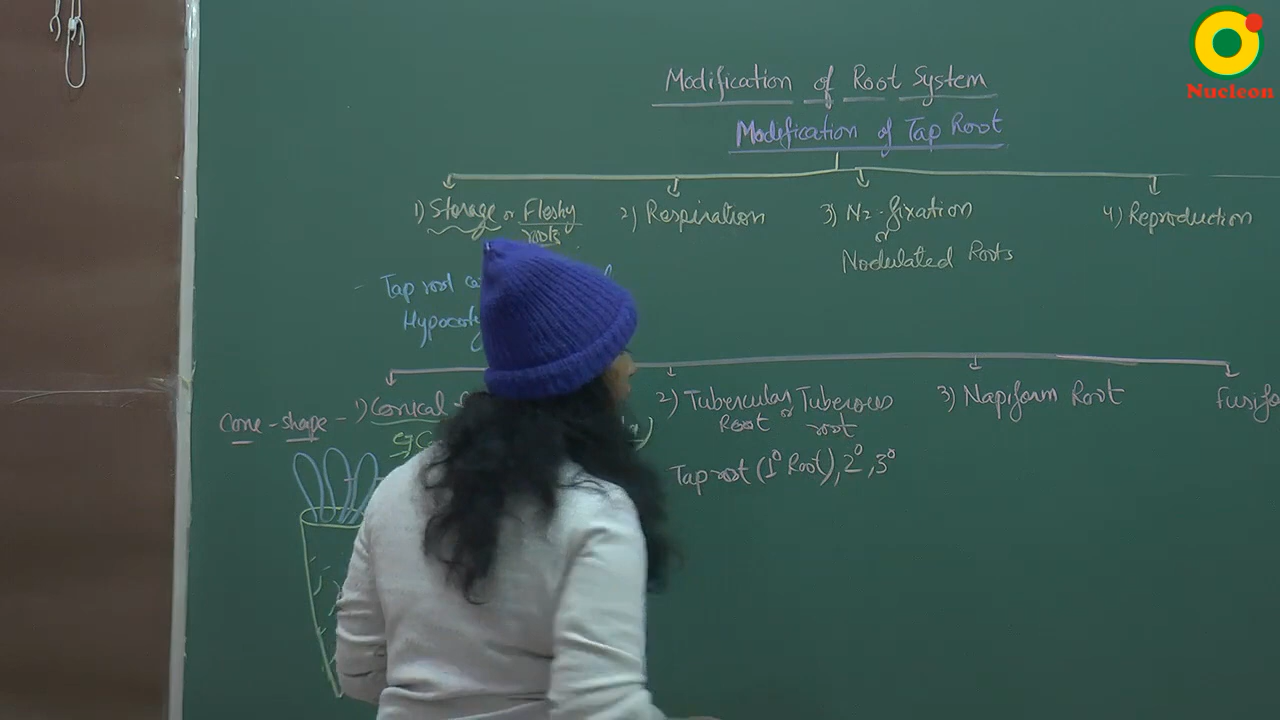 Nucleon
Modification of Root System
Modification of Tap Root
1) Storage or Fleshy roots
2) Respiration
3) N2-fixation or Nodulated Roots
4) Reproduction
- Tap root
Cone-shape - 1) Conical
eg
2) Tubercular Root or Tuberous root
Tap root (1° Root), 2°, 3°
3) Napiform Root